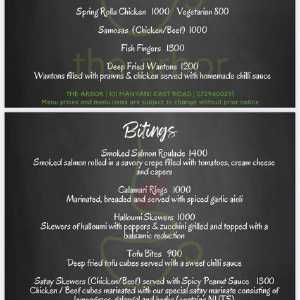 Spring Rolls Chicken 1000 Vegetarian 800
Samosas (Chicken/Beef) 1000
Fish Fingers 1300
Deep Fried Wantons 1200
Wantons filled with prawns & chicken served with homemade chilli sauce
the arbor
THE ARBOR | 101 MANYANI EAST ROAD | 0729400291
Menu prices and menu items are subject to change without prior notice
Bitings
Smoked Salmon Roulade 1400
Smoked salmon rolled in a savory crepe filled with tomatoes, cream cheese
and capers
Calamari Rings 1000
Marinated, breaded and served with spiced garlic aioli
Halloumi Skewers 1000
Skewers of halloumi with peppers & zucchini grilled and topped with a
balsamic reduction
Tofu Bites 900
Deep fried tofu cubes served with a sweet chilli sauce
Satay Skewers (Chicken/Beef) served with Spicy Peanut Sauce 1300
Chicken / Beef cubes marinated with our special satay marinate consisting of